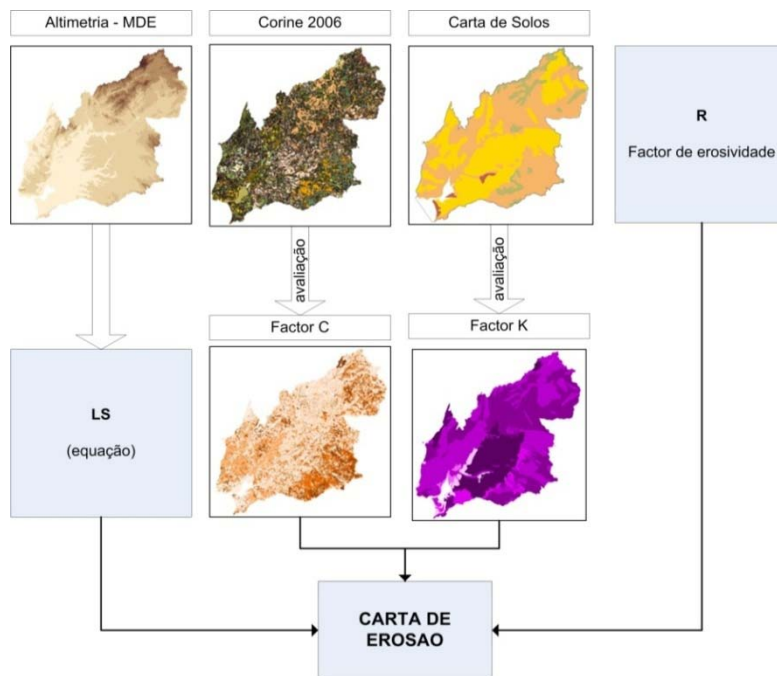 Altimetria - MDE
Corine 2006
Carta de Solos
R
Factor de erosividade
avaliação
avaliação
Factor C
Factor K
LS
(equação)
CARTA DE
EROSAO